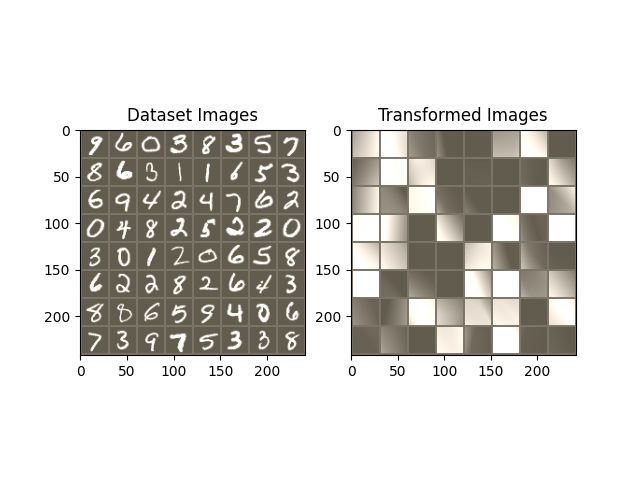 Dataset Images
Transformed Images
9 6 0 3 8 3 5 7
8 6 3 1 1 6 5 3
6 9 4 2 4 7 6 2
0 4 8 2 5 2 2 0
3 0 1 2 0 6 5 8
6 2 2 8 2 6 4 3
8 8 6 5 9 4 0 6
7 3 9 7 5 3 3 8
0
50
100
150
200
0 50 100 150 200
0
50
100
150
200
0 50 100 150 200